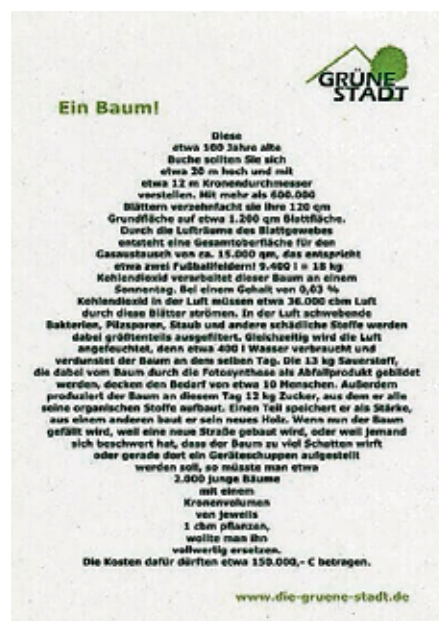 GRÜNE
STADT
Ein Baum!
Diese
etwa 100 Jahre alte
Buche sollten Sie sich
etwa 20 m hoch und mit
etwa 12 m Kronendurchmesser
vorstellen. Mit mehr als 600.000
Blättern verzehnfacht sie ihre 120 qm
Grundfläche auf etwa 1.200 qm Blattfläche.
Durch die Lufträume des Blattgewebes
entsteht eine Gesamtoberfläche für den
Gasaustausch von ca. 15.000 qm, das entspricht
etwa zwei Fußballfeldern! 9.400 l = 18 kg
Kohlendioxid verarbeitet dieser Baum an einem
Sonnentag. Bei einem Gehalt von 0,03 %
Kohlendioxid in der Luft müssen etwa 36.000 cbm Luft
durch diese Blätter strömen. In der Luft schwebende
Bakterien, Pilzsporen, Staub und andere schädliche Stoffe werden
dabei größtenteils ausgefiltert. Gleichzeitig wird die Luft
angefeuchtet, denn etwa 400 l Wasser verbraucht und
verdunstet der Baum an dem selben Tag. Die 13 kg Sauerstoff,
die dabei vom Baum durch die Fotosynthese als Abfallprodukt gebildet
werden, decken den Bedarf von etwa 10 Menschen. Außerdem
produziert der Baum an diesem Tag 12 kg Zucker, aus dem er alle
seine organischen Stoffe aufbaut. Einen Teil speichert er als Stärke,
aus einem anderen baut er sein neues Holz. Wenn nun der Baum
gefällt wird, weil eine neue Straße gebaut wird, oder weil jemand
sich beschwert hat, dass der Baum zu viel Schatten wirft
oder gerade dort ein Geräteschuppen aufgestellt
werden soll, so müsste man etwa
2.000 junge Bäume
mit einem
Kronenvolumen
von jeweils
1 cbm pflanzen,
wollte man ihn
vollwertig ersetzen.
Die Kosten dafür dürften etwa 150.000,- € betragen.
www.die-gruene-stadt.de